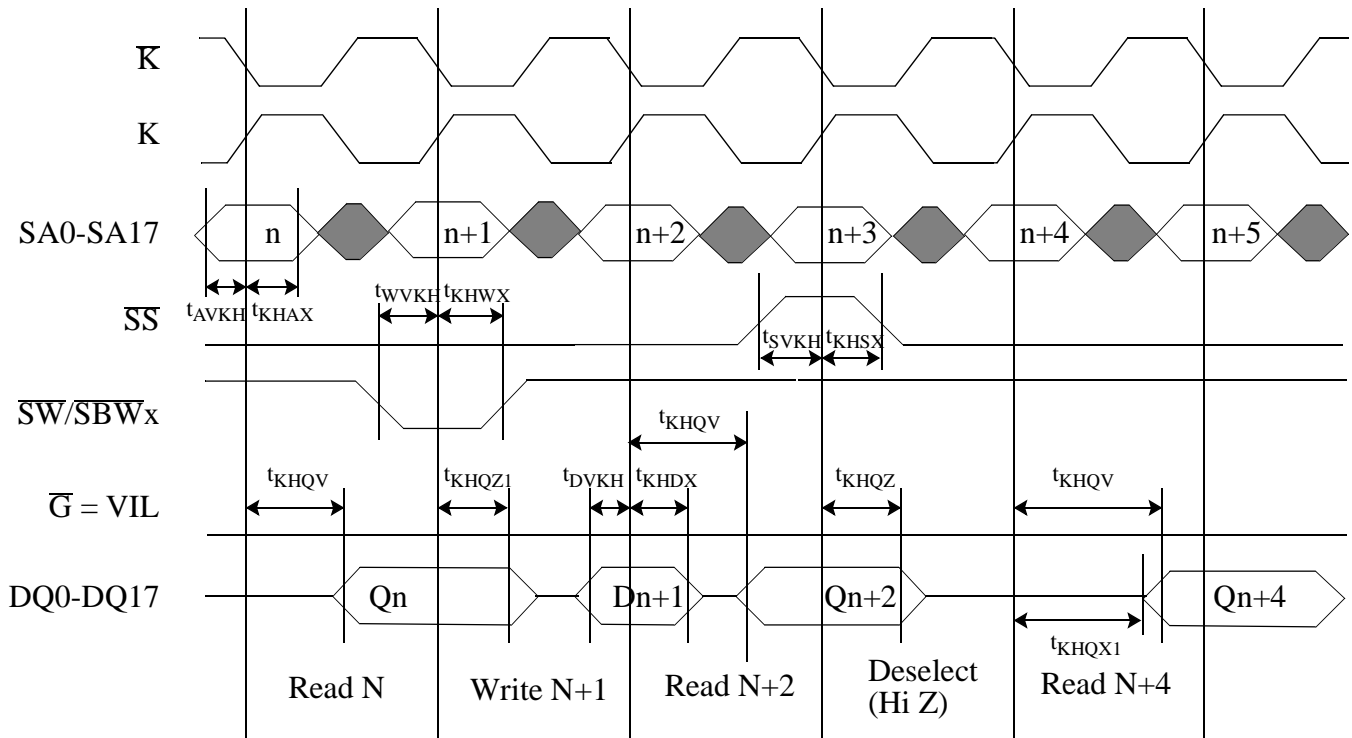 K̅
K
SA0-SA17 n n+1 n+2 n+3 n+4 n+5
tAVKH tKHAX tWVKH tKHWX
S̅S̅ tSVKH tKHSX
S̅W̅/S̅B̅W̅x
tKHQV
tKHQV tKHQZ1 tDVKH tKHDX tKHQZ tKHQV
G̅ = VIL
DQ0-DQ17 Qn Dn+1 Qn+2 Qn+4
tKHQX1
Read N Write N+1 Read N+2 Deselect Read N+4
(Hi Z)